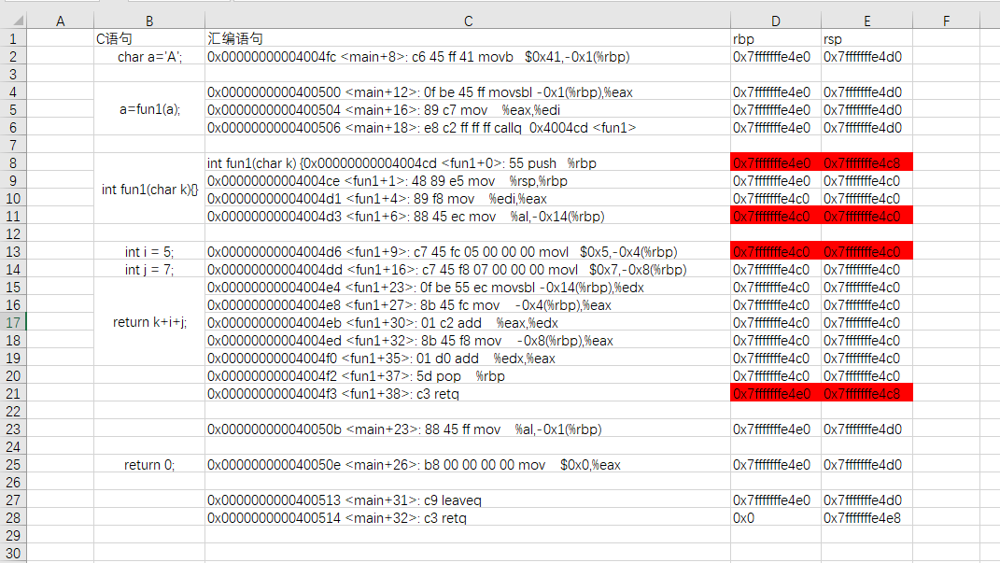 A B C D E F
1 C语句 汇编语句 rbp rsp
2 char a='A'; 0x00000000004004fc <main+8>: c6 45 ff 41 movb $0x41,-0x1(%rbp) 0x7fffffffe4e0 0x7fffffffe4d0
3
4 0x0000000000400500 <main+12>: 0f be 45 ff movsbl -0x1(%rbp),%eax 0x7fffffffe4e0 0x7fffffffe4d0
5 a=fun1(a); 0x0000000000400504 <main+16>: 89 c7 mov %eax,%edi 0x7fffffffe4e0 0x7fffffffe4d0
6 0x0000000000400506 <main+18>: e8 c2 ff ff ff callq 0x4004cd <fun1> 0x7fffffffe4e0 0x7fffffffe4d0
7
8 int fun1(char k) {0x00000000004004cd <fun1+0>: 55 push %rbp 0x7fffffffe4e0 0x7fffffffe4c8
9 int fun1(char k){} 0x00000000004004ce <fun1+1>: 48 89 e5 mov %rsp,%rbp 0x7fffffffe4e0 0x7fffffffe4c0
10 0x00000000004004d1 <fun1+4>: 89 f8 mov %edi,%eax 0x7fffffffe4c0 0x7fffffffe4c0
11 0x00000000004004d3 <fun1+6>: 88 45 ec mov %al,-0x14(%rbp) 0x7fffffffe4c0 0x7fffffffe4c0
12
13 int i = 5; 0x00000000004004d6 <fun1+9>: c7 45 fc 05 00 00 00 movl $0x5,-0x4(%rbp) 0x7fffffffe4c0 0x7fffffffe4c0
14 int j = 7; 0x00000000004004dd <fun1+16>: c7 45 f8 07 00 00 00 movl $0x7,-0x8(%rbp) 0x7fffffffe4c0 0x7fffffffe4c0
15 0x00000000004004e4 <fun1+23>: 0f be 55 ec movsbl -0x14(%rbp),%edx 0x7fffffffe4c0 0x7fffffffe4c0
16 0x00000000004004e8 <fun1+27>: 8b 45 fc mov -0x4(%rbp),%eax 0x7fffffffe4c0 0x7fffffffe4c0
17 return k+i+j; 0x00000000004004eb <fun1+30>: 01 c2 add %eax,%edx 0x7fffffffe4c0 0x7fffffffe4c0
18 0x00000000004004ed <fun1+32>: 8b 45 f8 mov -0x8(%rbp),%eax 0x7fffffffe4c0 0x7fffffffe4c0
19 0x00000000004004f0 <fun1+35>: 01 d0 add %edx,%eax 0x7fffffffe4c0 0x7fffffffe4c0
20 0x00000000004004f2 <fun1+37>: 5d pop %rbp 0x7fffffffe4c0 0x7fffffffe4c0
21 0x00000000004004f3 <fun1+38>: c3 retq 0x7fffffffe4e0 0x7fffffffe4c8
22
23 0x000000000040050b <main+23>: 88 45 ff mov %al,-0x1(%rbp) 0x7fffffffe4e0 0x7fffffffe4d0
24
25 return 0; 0x000000000040050e <main+26>: b8 00 00 00 00 mov $0x0,%eax 0x7fffffffe4e0 0x7fffffffe4d0
26
27 0x0000000000400513 <main+31>: c9 leaveq 0x7fffffffe4e0 0x7fffffffe4d0
28 0x0000000000400514 <main+32>: c3 retq 0x0 0x7fffffffe4e8
29
30